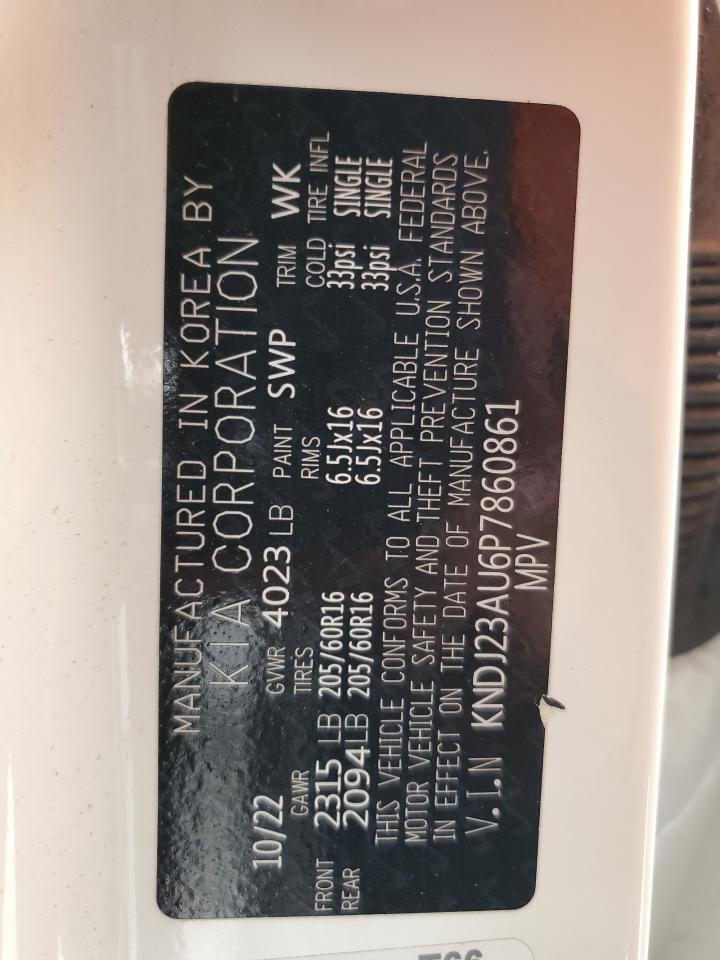 MANUFACTURED IN KOREA BY
KIA CORPORATION
10/22 GVWR 4023 LB PAINT SWP TRIM WK
GAWR TIRES RIMS COLD TIRE INFL
FRONT 2315 LB 205/60R16 6.5Jx16 33psi SINGLE
REAR 2094 LB 205/60R16 6.5Jx16 33psi SINGLE
THIS VEHICLE CONFORMS TO ALL APPLICABLE U.S.A. FEDERAL
MOTOR VEHICLE SAFETY AND THEFT PREVENTION STANDARDS
IN EFFECT ON THE DATE OF MANUFACTURE SHOWN ABOVE.
V.I.N KNDJ23AU6P7860861
MPV